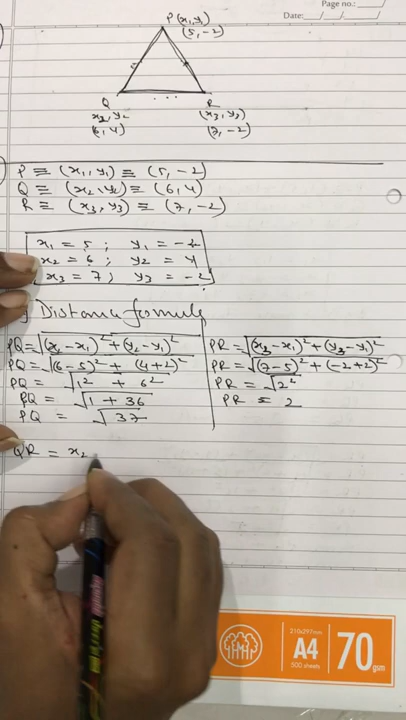 Page no.:
Date:
P (x₁, y₁)
(5, -2)
Q
R
x₂, y₂
(x₃, y₃)
(6, 4)
(7, -2)
P ≡ (x₁, y₁) ≡ (5, -2)
Q ≡ (x₂, y₂) ≡ (6, 4)
R ≡ (x₃, y₃) ≡ (7, -2)
x₁ = 5 ; y₁ = -2
x₂ = 6 ; y₂ = 4
x₃ = 7 ; y₃ = -2
Distance formula
PQ = √(x₂ - x₁)² + (y₂ - y₁)²
PQ = √(6-5)² + (4+2)²
PQ = √1² + 6²
PQ = √1 + 36
PQ = √37
PR = √(x₃ - x₁)² + (y₃ - y₁)²
PR = √(7-5)² + (-2+2)²
PR = √2²
PR = 2
QR = x₂
210x297mm
A4
500 sheets
70
gsm